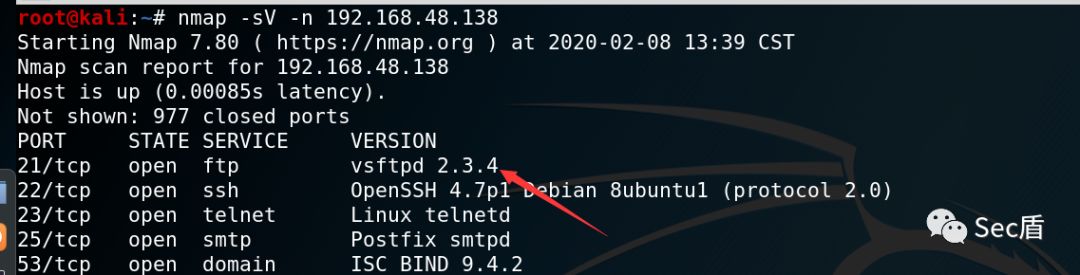 root@kali:~# nmap -sV -n 192.168.48.138
Starting Nmap 7.80 ( https://nmap.org ) at 2020-02-08 13:39 CST
Nmap scan report for 192.168.48.138
Host is up (0.00085s latency).
Not shown: 977 closed ports
PORT    STATE SERVICE     VERSION
21/tcp   open  ftp         vsftpd 2.3.4
22/tcp   open  ssh         OpenSSH 4.7p1 Debian 8ubuntu1 (protocol 2.0)
23/tcp   open  telnet      Linux telnetd
25/tcp   open  smtp        Postfix smtpd
53/tcp   open  domain      ISC BIND 9.4.2
Sec盾